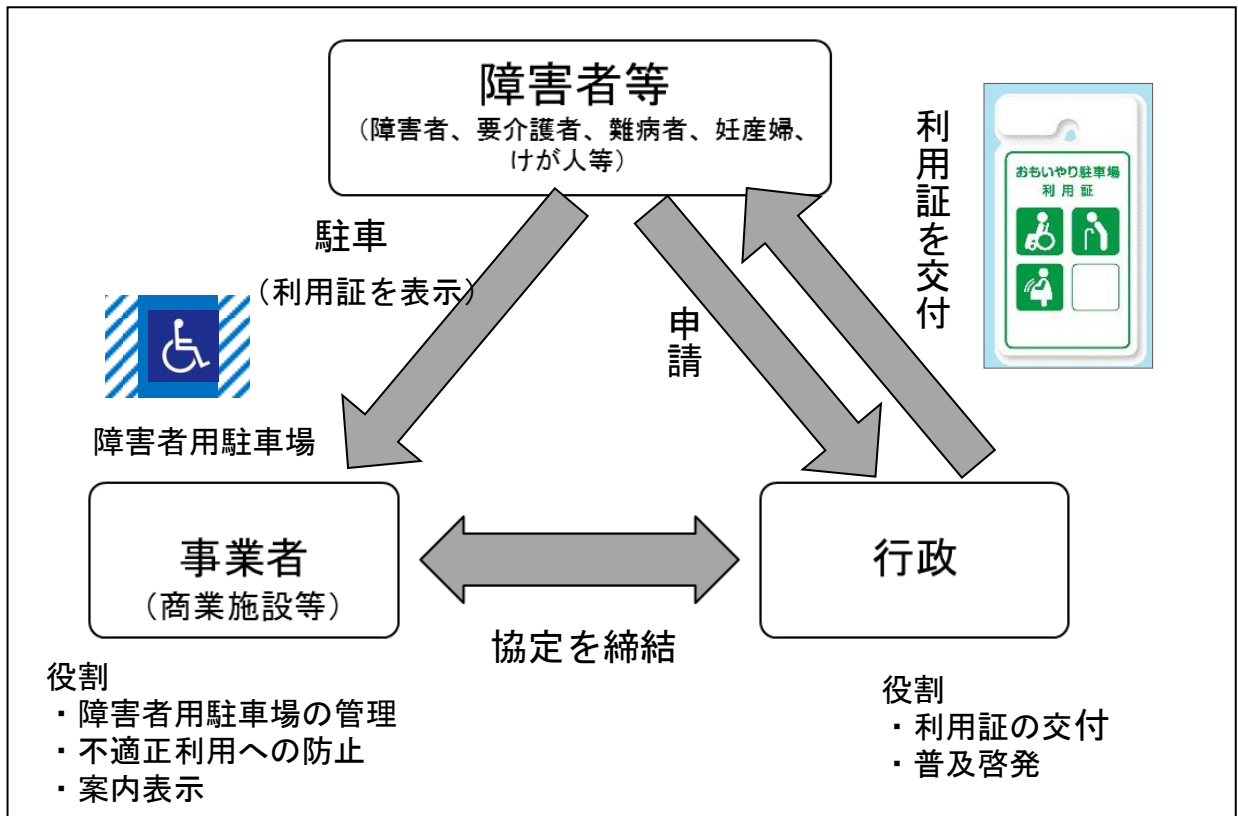 障害者等
（障害者、要介護者、難病者、妊産婦、
けが人等）
利用証を交付
おもいやり駐車場
利用証
駐車
（利用証を表示）
申請
障害者用駐車場
事業者
（商業施設等）
行政
協定を締結
役割
・障害者用駐車場の管理
・不適正利用への防止
・案内表示
役割
・利用証の交付
・普及啓発